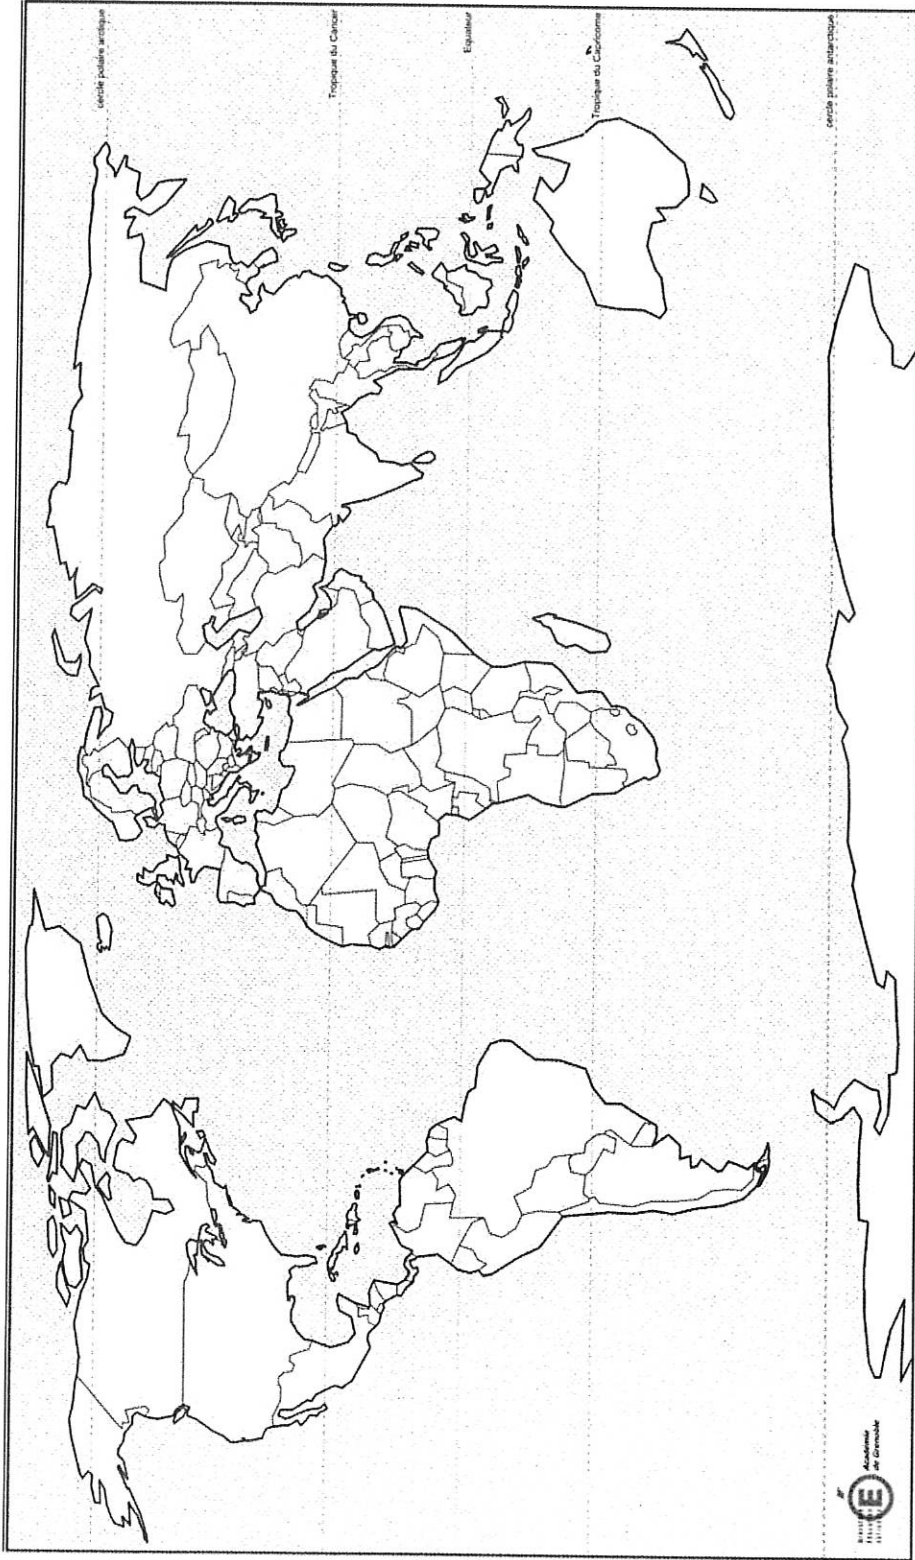 cercle polaire arctique
Tropique du Cancer
Equateur
Tropique du Capricorne
cercle polaire antarctique
Académie
de Grenoble
E